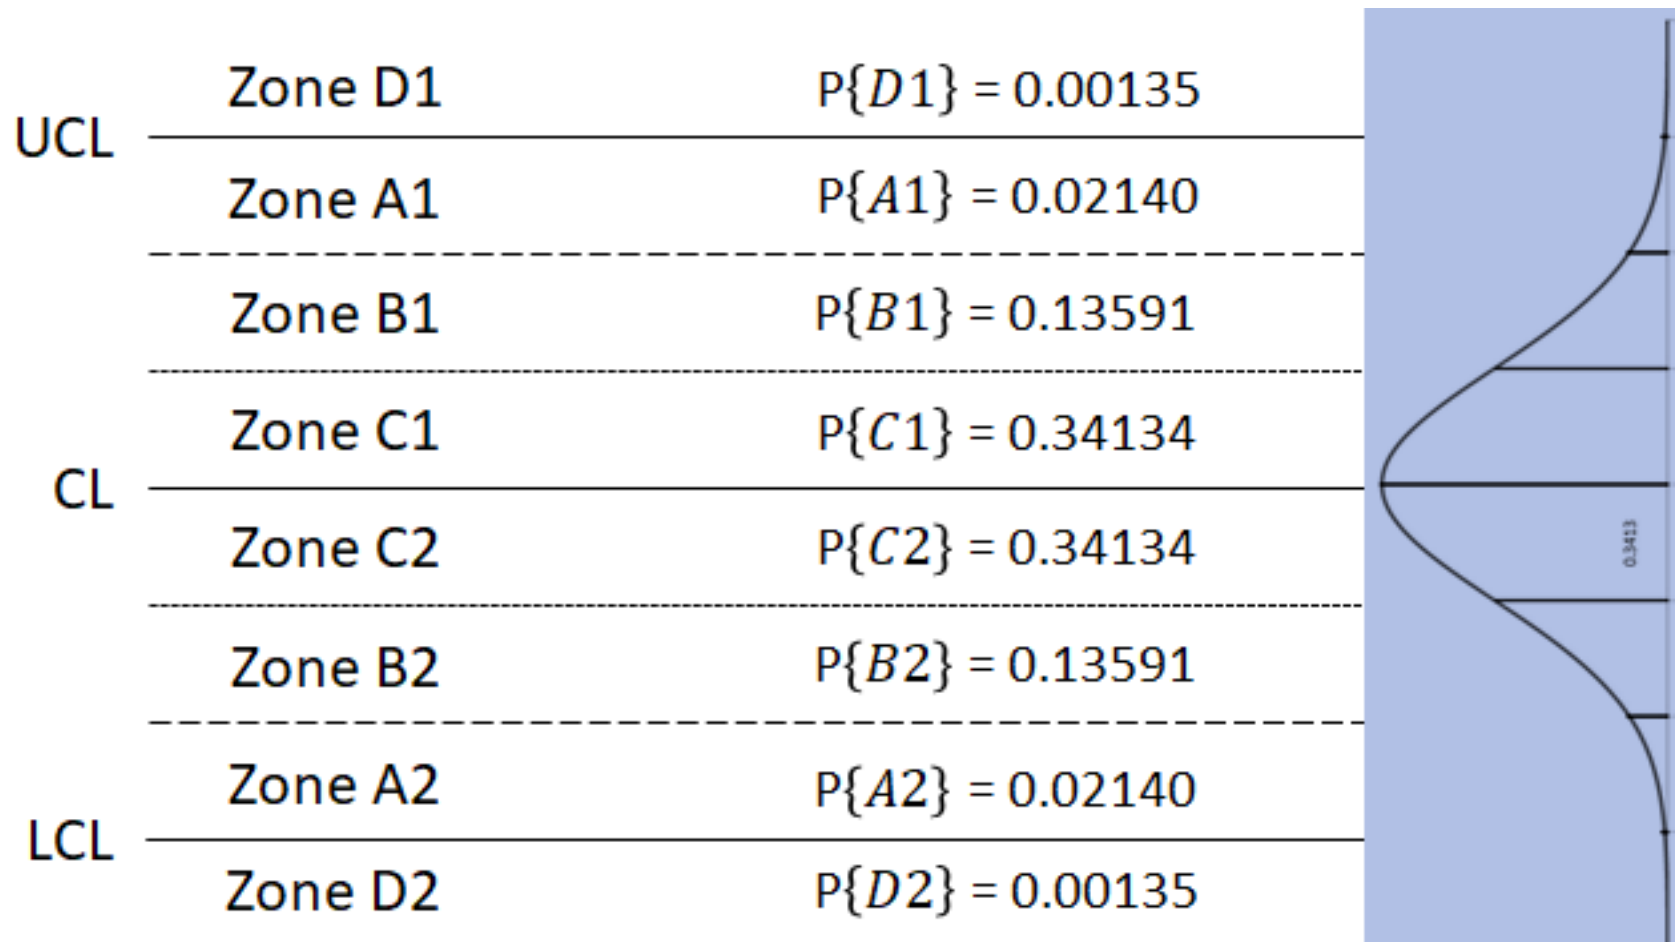 Zone D1 P{D1} = 0.00135
UCL
Zone A1 P{A1} = 0.02140
Zone B1 P{B1} = 0.13591
Zone C1 P{C1} = 0.34134
CL
Zone C2 P{C2} = 0.34134
0.3413
Zone B2 P{B2} = 0.13591
Zone A2 P{A2} = 0.02140
LCL
Zone D2 P{D2} = 0.00135